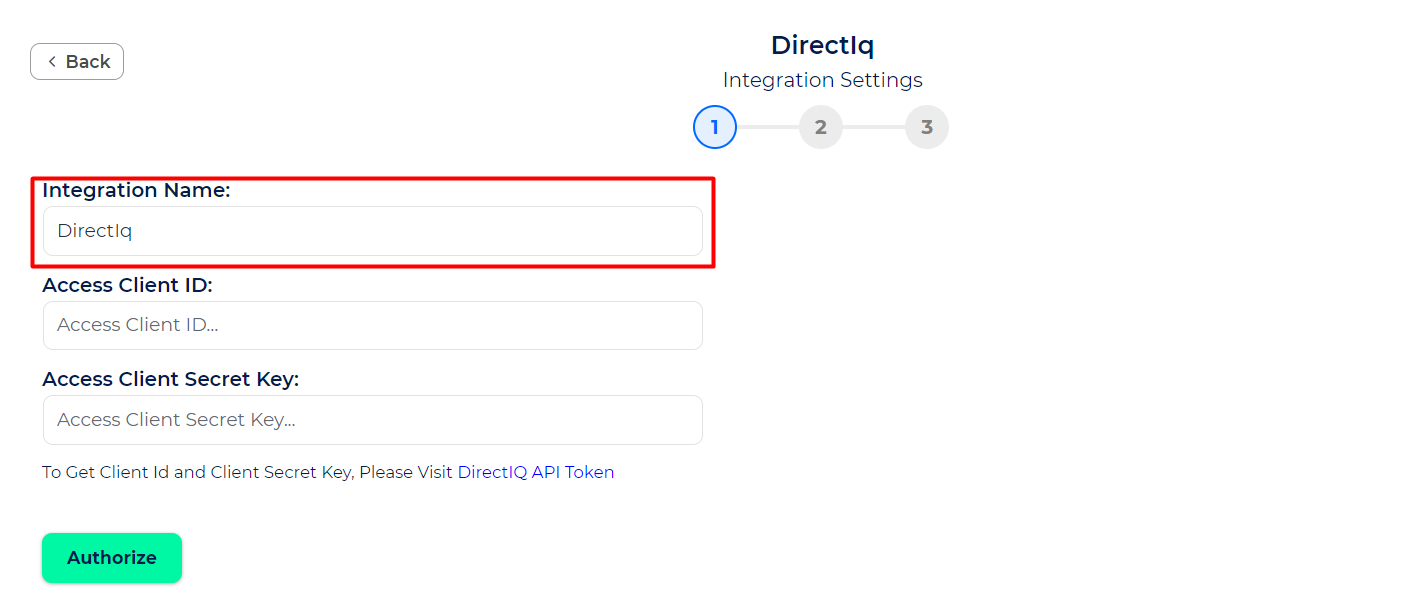 Back
DirectIq
Integration Settings
1 2 3
Integration Name:
DirectIq
Access Client ID:
Access Client ID...
Access Client Secret Key:
Access Client Secret Key...
To Get Client Id and Client Secret Key, Please Visit DirectIQ API Token
Authorize